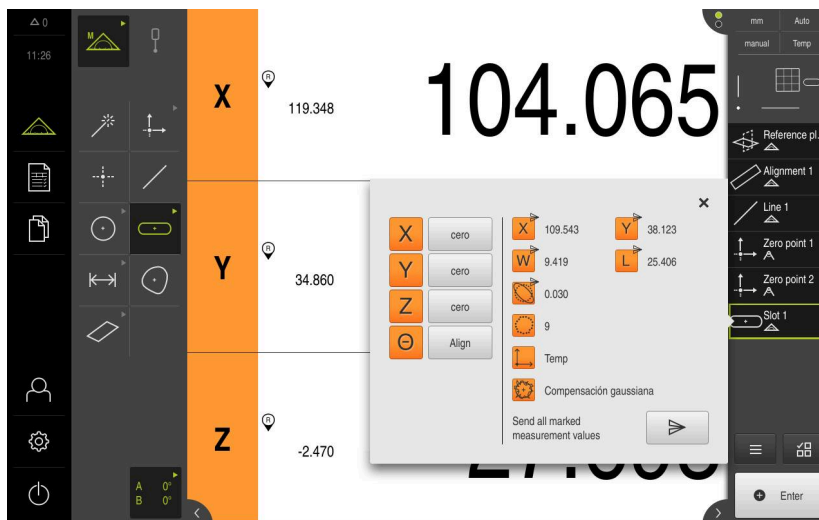 0
11:26
M
A 0°
B 0°
X
R
119.348
104.065
Y
R
34.860
Z
R
-2.470
X
cero
Y
cero
Z
cero
Θ
Align
X
109.543
Y
38.123
W
9.419
L
25.406
0.030
9
Temp
Compensación gaussiana
Send all marked
measurement values
mm
Auto
manual
Temp
Reference pl.
Alignment 1
Line 1
Zero point 1
Zero point 2
Slot 1
Enter